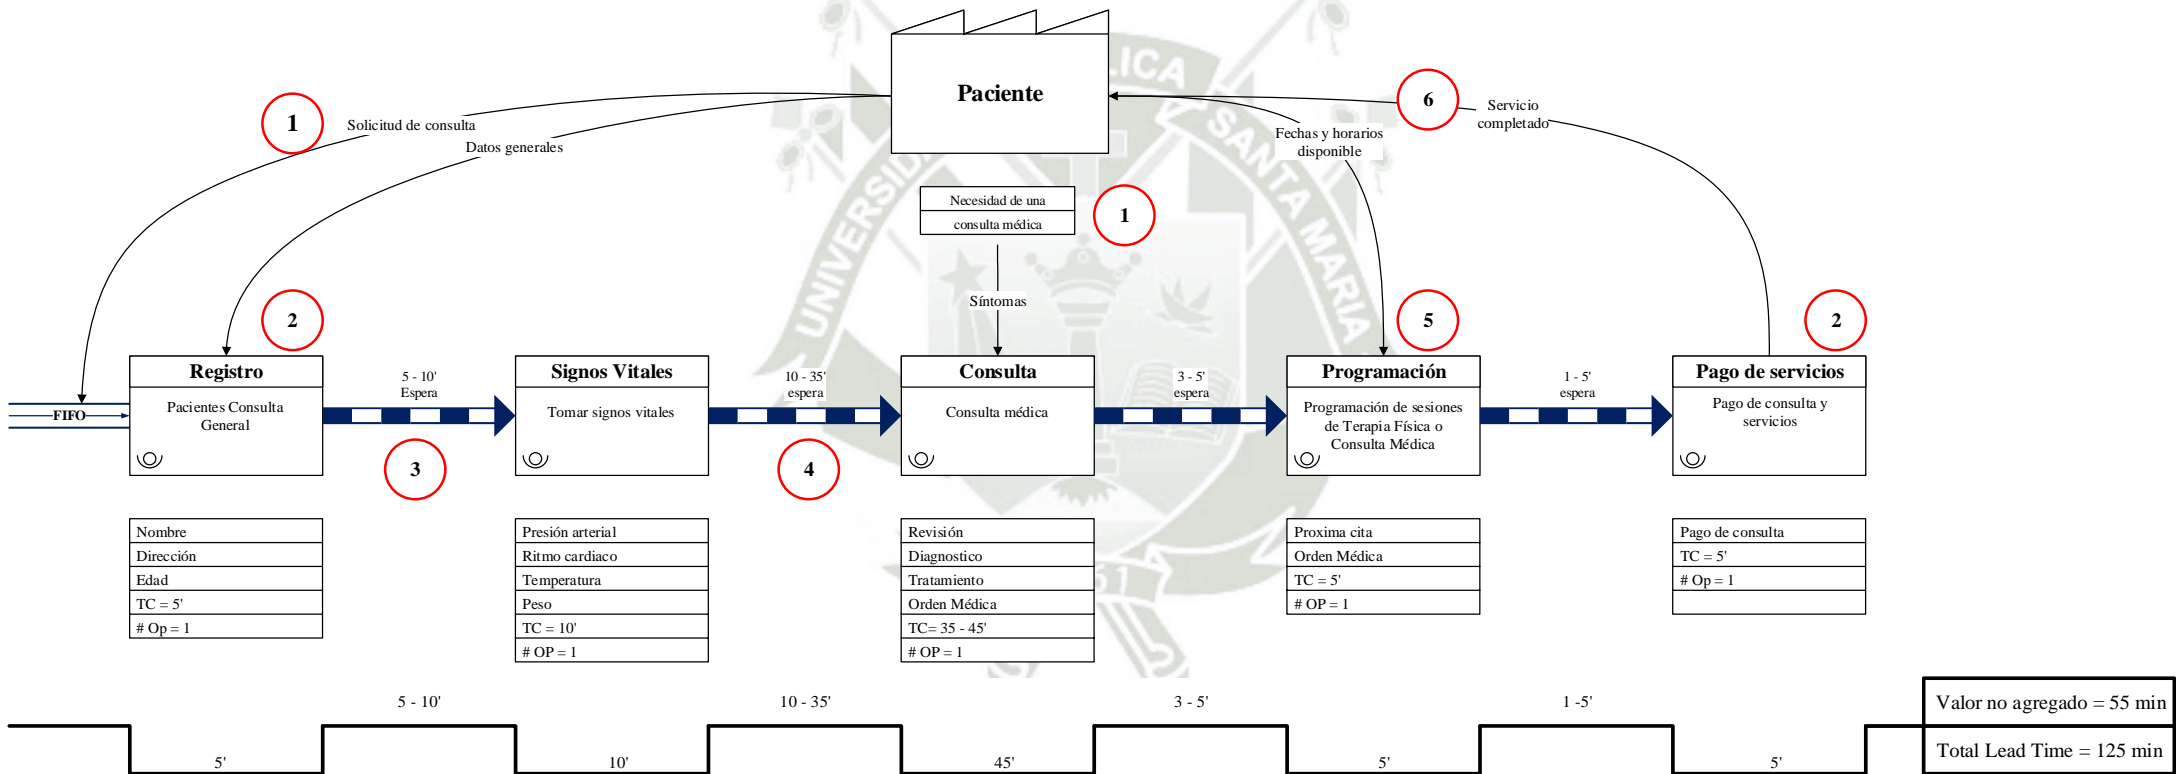 Paciente
1
Solicitud de consulta
Datos generales
6
Servicio
completado
Fechas y horarios
disponible
Necesidad de una
consulta médica
1
Síntomas
2
5
2
FIFO
Registro
Pacientes Consulta
General
5 - 10'
Espera
3
Signos Vitales
Tomar signos vitales
10 - 35'
espera
4
Consulta
Consulta médica
3 - 5'
espera
Programación
Programación de sesiones
de Terapia Física o
Consulta Médica
1 - 5'
espera
Pago de servicios
Pago de consulta y
servicios
Nombre
Dirección
Edad
TC = 5'
# Op = 1
Presión arterial
Ritmo cardiaco
Temperatura
Peso
TC = 10'
# OP = 1
Revisión
Diagnostico
Tratamiento
Orden Médica
TC= 35 - 45'
# OP = 1
Proxima cita
Orden Médica
TC = 5'
# OP = 1
Pago de consulta
TC = 5'
# Op = 1
5 - 10'
10 - 35'
3 - 5'
1 -5'
5'
10'
45'
5'
5'
Valor no agregado = 55 min
Total Lead Time = 125 min
SANTA MARIA